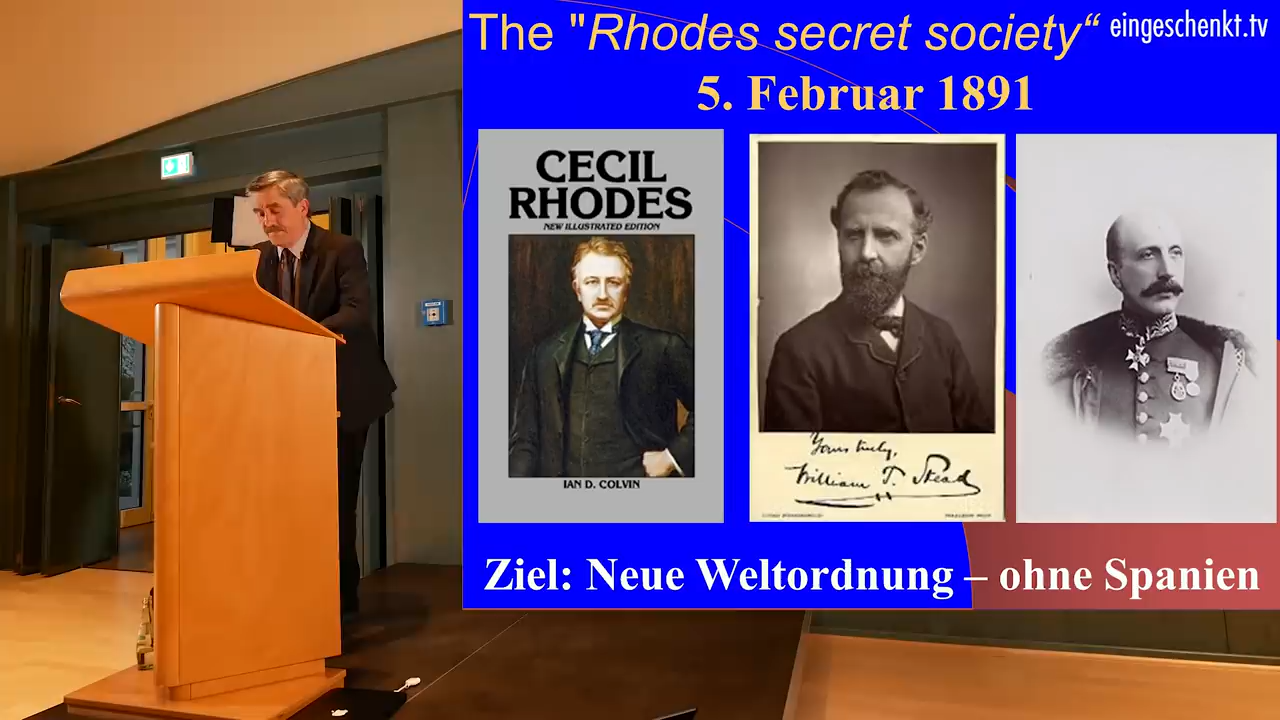 The "Rhodes secret society“
eingeschenkt.tv
5. Februar 1891
CECIL
RHODES
NEW ILLUSTRATED EDITION
IAN D. COLVIN
Yours truly,
William T. Stead
Ziel: Neue Weltordnung – ohne Spanien